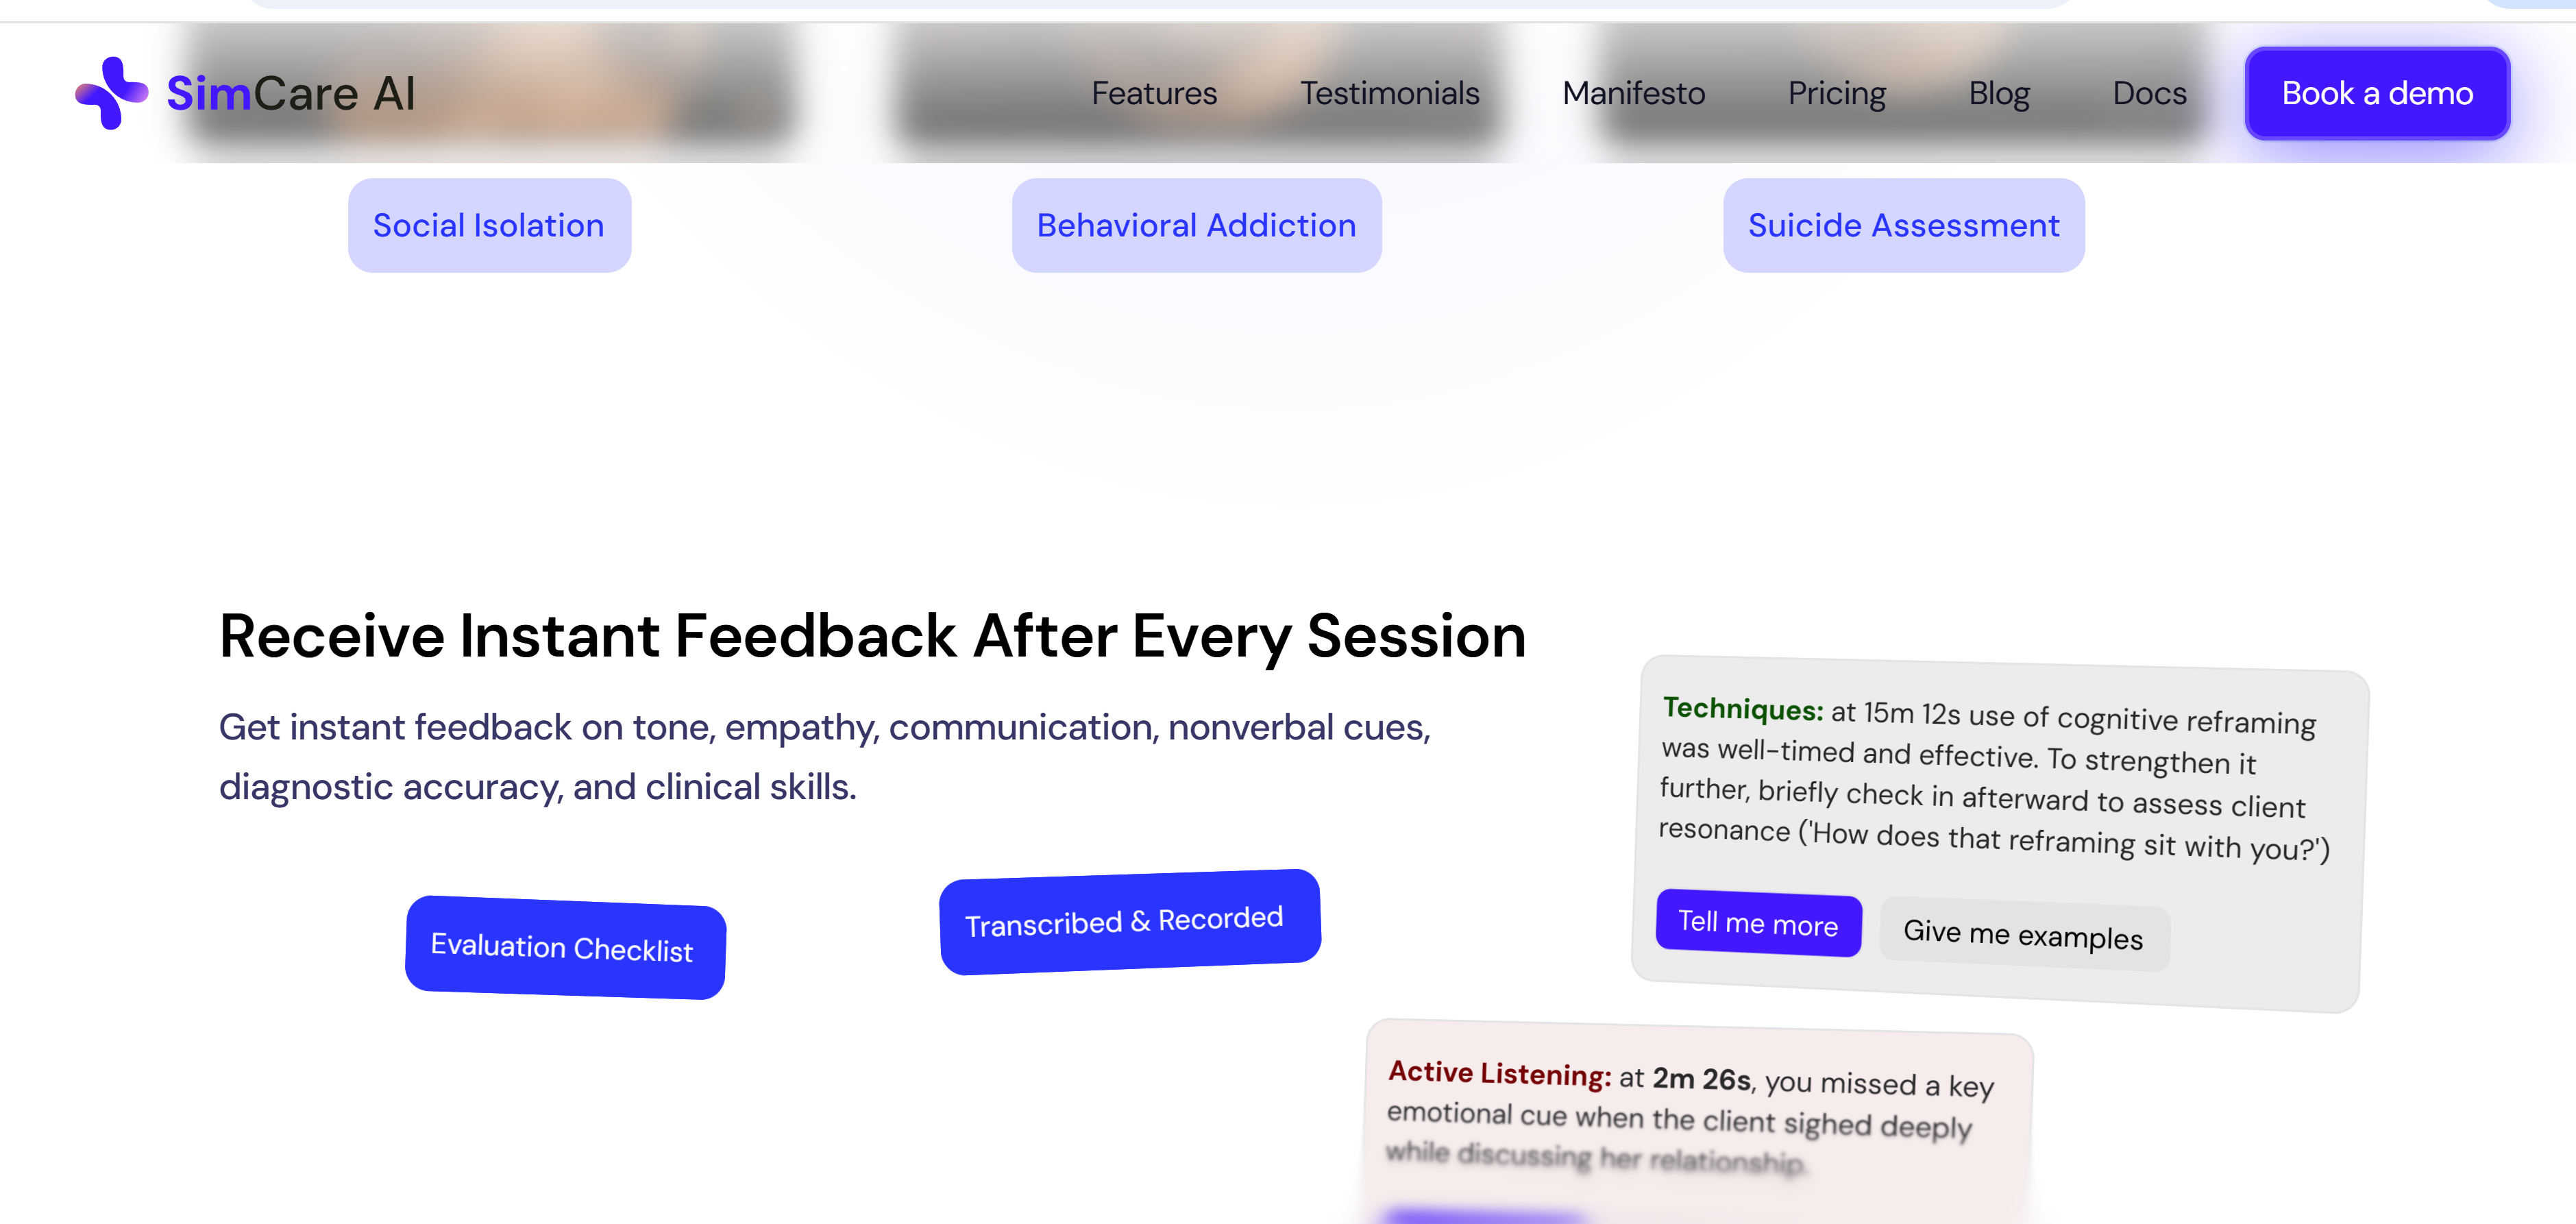 SimCare AI
Features
Testimonials
Manifesto
Pricing
Blog
Docs
Book a demo
Social Isolation
Behavioral Addiction
Suicide Assessment
Receive Instant Feedback After Every Session
Get instant feedback on tone, empathy, communication, nonverbal cues,
diagnostic accuracy, and clinical skills.
Evaluation Checklist
Transcribed & Recorded
Techniques: at 15m 12s use of cognitive reframing
was well-timed and effective. To strengthen it
further, briefly check in afterward to assess client
resonance ('How does that reframing sit with you?')
Tell me more
Give me examples
Active Listening: at 2m 26s, you missed a key
emotional cue when the client sighed deeply
while discussing her relationship.